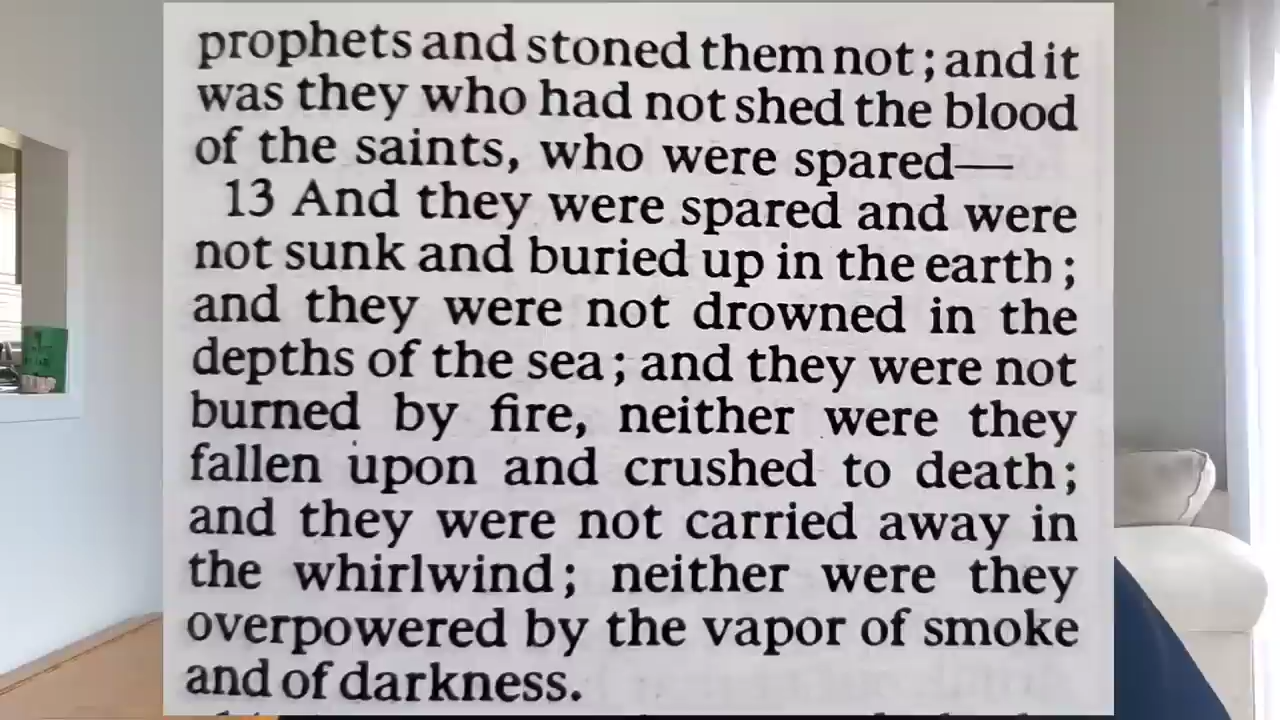 prophets and stoned them not; and it
was they who had not shed the blood
of the saints, who were spared—
13 And they were spared and were
not sunk and buried up in the earth;
and they were not drowned in the
depths of the sea; and they were not
burned by fire, neither were they
fallen upon and crushed to death;
and they were not carried away in
the whirlwind; neither were they
overpowered by the vapor of smoke
and of darkness.